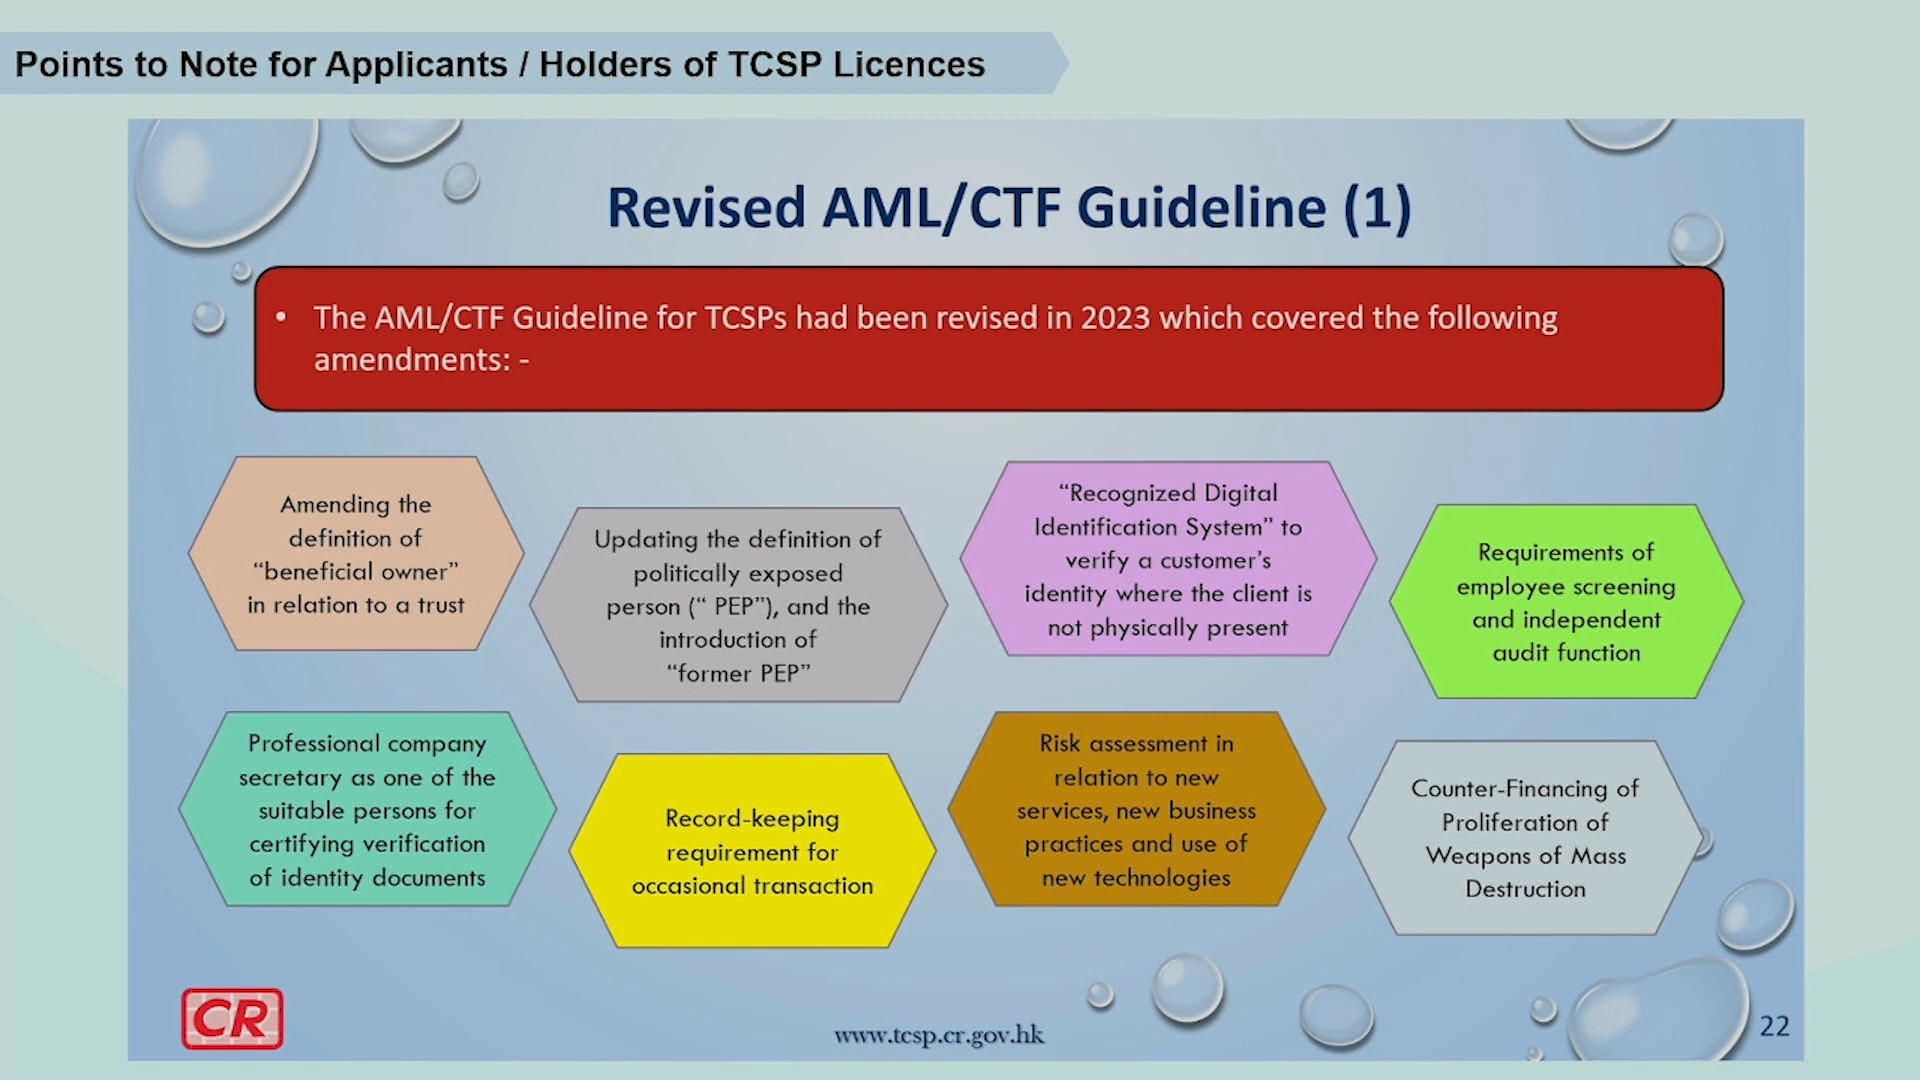 Points to Note for Applicants / Holders of TCSP Licences
Revised AML/CTF Guideline (1)
• The AML/CTF Guideline for TCSPs had been revised in 2023 which covered the following
amendments: -
Amending the
definition of
“beneficial owner”
in relation to a trust
Updating the definition of
politically exposed
person (“ PEP”), and the
introduction of
“former PEP”
“Recognized Digital
Identification System” to
verify a customer’s
identity where the client is
not physically present
Requirements of
employee screening
and independent
audit function
Professional company
secretary as one of the
suitable persons for
certifying verification
of identity documents
Record-keeping
requirement for
occasional transaction
Risk assessment in
relation to new
services, new business
practices and use of
new technologies
Counter-Financing of
Proliferation of
Weapons of Mass
Destruction
CR
www.tcsp.cr.gov.hk
22